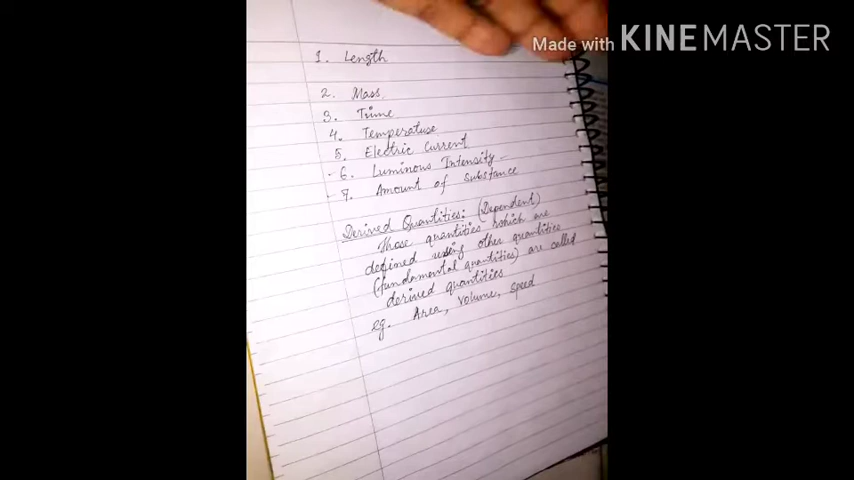 Made with KINEMASTER
1. Length
2. Mass
3. Time
4. Temperature
5. Electric Current
6. Luminous Intensity
7. Amount of substance
Derived Quantities: (Dependent)
Those quantities which are
defined using other quantities
(fundamental quantities) are called
derived quantities
eg. Area, volume, speed